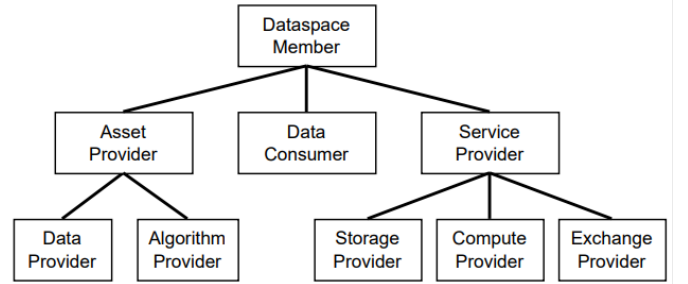 Dataspace
Member
Asset
Provider
Data
Consumer
Service
Provider
Data
Provider
Algorithm
Provider
Storage
Provider
Compute
Provider
Exchange
Provider